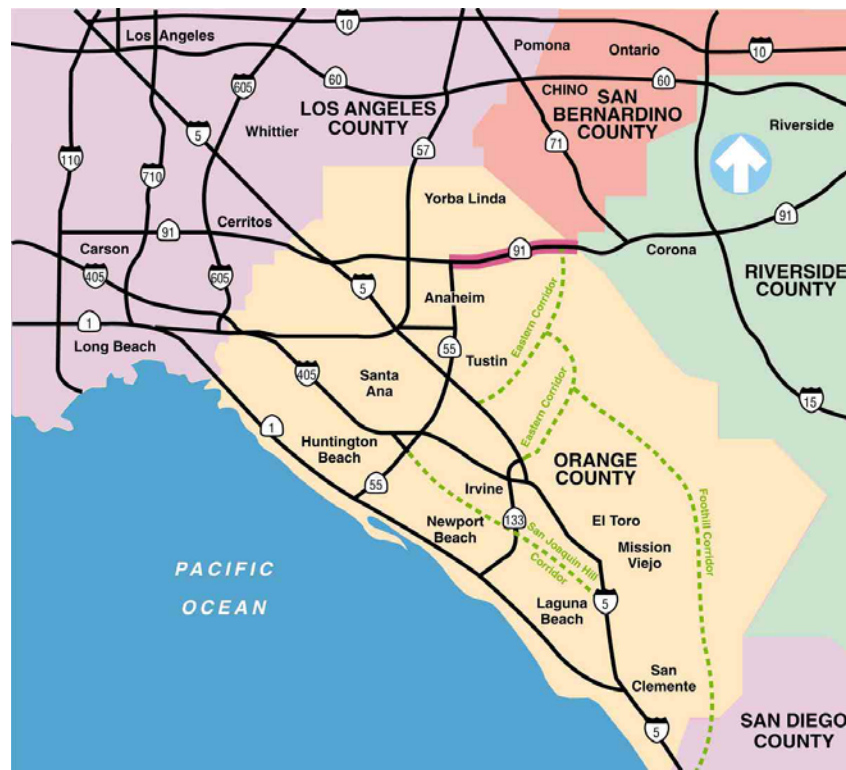 10
Los Angeles
Pomona
Ontario
10
605
60
60
CHINO
LOS ANGELES
COUNTY
SAN
BERNARDINO
COUNTY
5
Whittier
Riverside
110
710
57
71
Yorba Linda
91
Cerritos
91
91
Carson
Corona
405
605
RIVERSIDE
COUNTY
5
Anaheim
Eastern Corridor
1
Long Beach
55
Tustin
405
Santa
Ana
15
Eastern Corridor
1
Huntington
Beach
ORANGE
COUNTY
55
Irvine
Foothill Corridor
133
El Toro
Newport
Beach
San Joaquin Hill
Corridor
Mission
Viejo
PACIFIC
OCEAN
Laguna
Beach
5
San
Clemente
5
SAN DIEGO
COUNTY